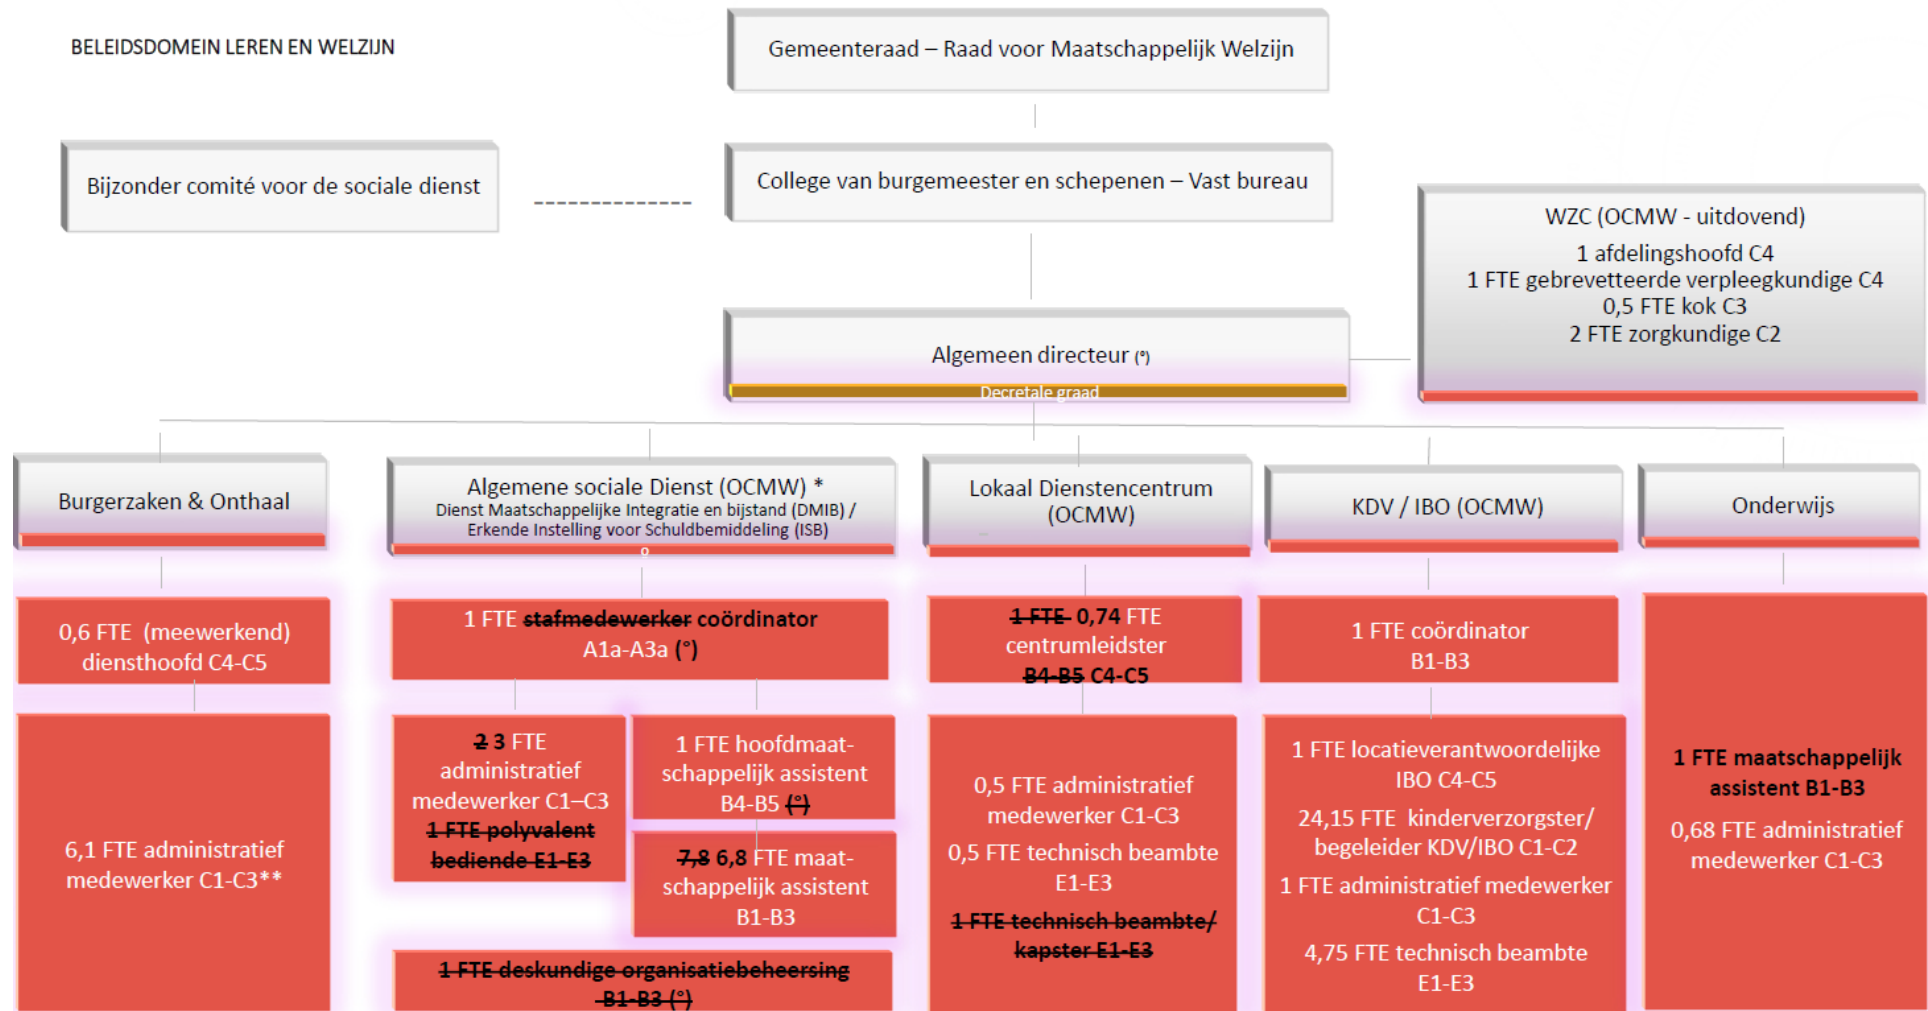 BELEIDSDOMEIN LEREN EN WELZIJN
Gemeenteraad – Raad voor Maatschappelijk Welzijn
Bijzonder comité voor de sociale dienst
College van burgemeester en schepenen – Vast bureau
WZC (OCMW - uitdovend)
1 afdelingshoofd C4
1 FTE gebrevetteerde verpleegkundige C4
0,5 FTE kok C3
2 FTE zorgkundige C2
Algemeen directeur (°)
Decretale graad
Burgerzaken & Onthaal
0,6 FTE (meewerkend)
diensthoofd C4-C5
6,1 FTE administratief
medewerker C1-C3**
Algemene sociale Dienst (OCMW) *
Dienst Maatschappelijke Integratie en bijstand (DMIB) /
Erkende Instelling voor Schuldbemiddeling (ISB)
o
1 FTE stafmedewerker coördinator
A1a-A3a (°)
2 3 FTE
administratief
medewerker C1–C3
1 FTE polyvalent
bediende E1-E3
1 FTE hoofdmaat-
schappelijk assistent
B4-B5 (°)
7,8 6,8 FTE maat-
schappelijk assistent
B1-B3
1 FTE deskundige organisatiebeheersing
B1-B3 (°)
Lokaal Dienstencentrum
(OCMW)
1 FTE 0,74 FTE
centrumleidster
B4-B5 C4-C5
0,5 FTE administratief
medewerker C1-C3
0,5 FTE technisch beambte
E1-E3
1 FTE technisch beambte/
kapster E1-E3
KDV / IBO (OCMW)
1 FTE coördinator
B1-B3
1 FTE locatieverantwoordelijke
IBO C4-C5
24,15 FTE kinderverzorgster/
begeleider KDV/IBO C1-C2
1 FTE administratief medewerker
C1-C3
4,75 FTE technisch beambte
E1-E3
Onderwijs
1 FTE maatschappelijk
assistent B1-B3
0,68 FTE administratief
medewerker C1-C3